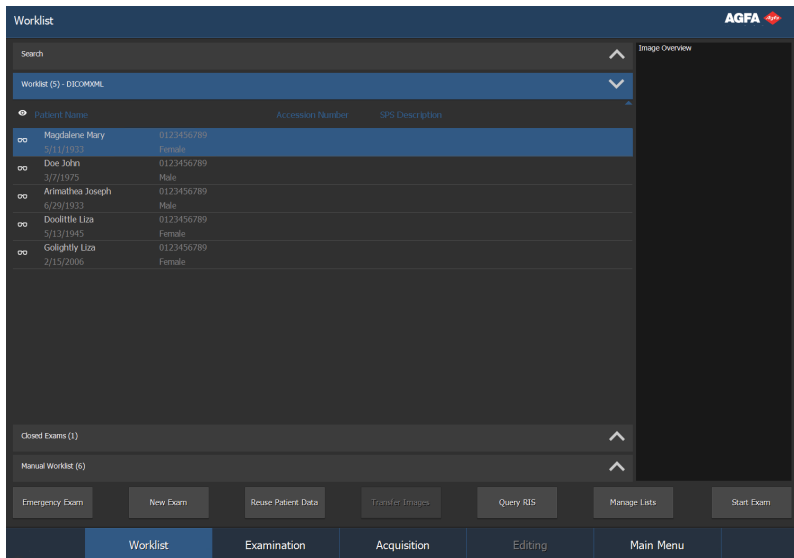 Worklist
AGFA Agfa
Search
Image Overview
Worklist (5) - DICOMXML
Patient Name Accession Number SPS Description
Magdalene Mary 0123456789
5/11/1933 Female
Doe John 0123456789
3/7/1975 Male
Arimathea Joseph 0123456789
6/29/1933 Male
Doolittle Liza 0123456789
5/13/1945 Female
Golightly Liza 0123456789
2/15/2006 Female
Closed Exams (1)
Manual Worklist (6)
Emergency Exam New Exam Reuse Patient Data Transfer Images Query RIS Manage Lists Start Exam
Worklist Examination Acquisition Editing Main Menu